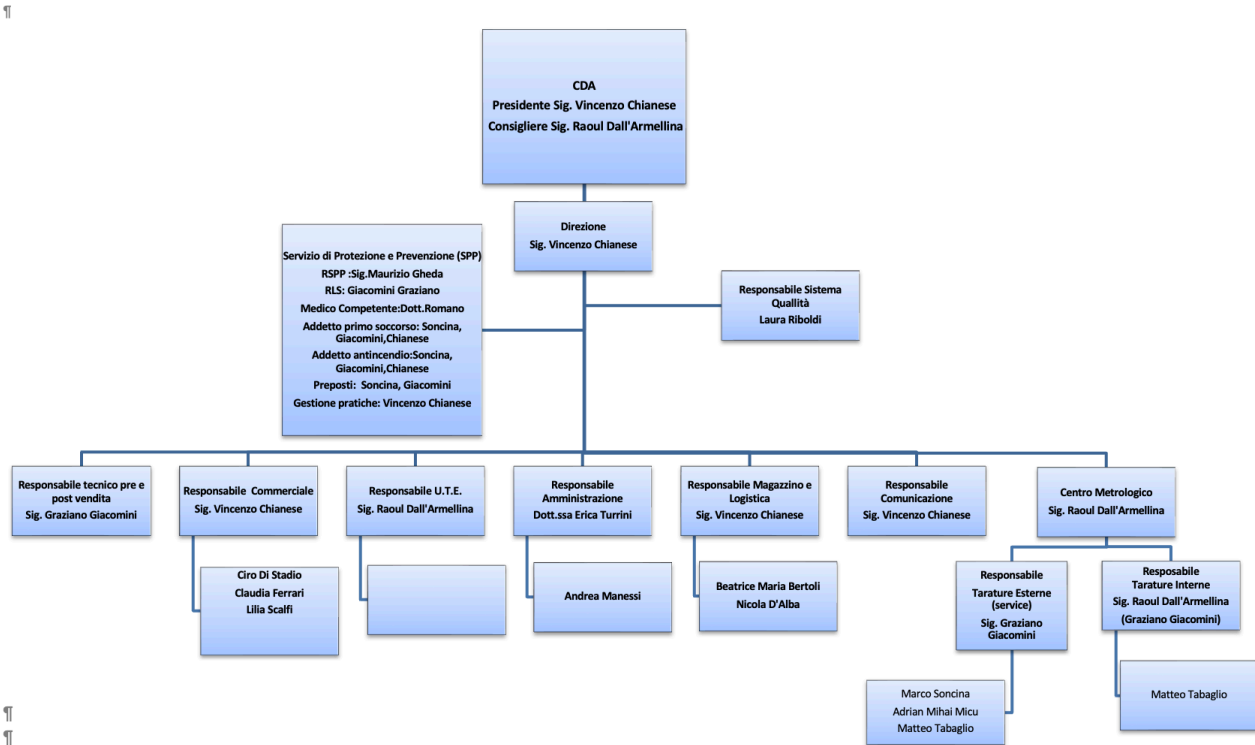 ¶
CDA
Presidente Sig. Vincenzo Chianese
Consigliere Sig. Raoul Dall'Armellina
Direzione
Sig. Vincenzo Chianese
Servizio di Protezione e Prevenzione (SPP)
RSPP :Sig.Maurizio Gheda
RLS: Giacomini Graziano
Medico Competente:Dott.Romano
Addetto primo soccorso: Soncina,
Giacomini,Chianese
Addetto antincendio:Soncina,
Giacomini,Chianese
Preposti:  Soncina, Giacomini
Gestione pratiche: Vincenzo Chianese
Responsabile Sistema
Quallità
Laura Riboldi
Responsabile tecnico pre e
post vendita
Sig. Graziano Giacomini
Responsabile  Commerciale
Sig. Vincenzo Chianese
Responsabile U.T.E.
Sig. Raoul Dall'Armellina
Responsabile
Amministrazione
Dott.ssa Erica Turrini
Responsabile Magazzino e
Logistica
Sig. Vincenzo Chianese
Responsabile
Comunicazione
Sig. Vincenzo Chianese
Centro Metrologico
Sig. Raoul Dall'Armellina
Ciro Di Stadio
Claudia Ferrari
Lilia Scalfi
Andrea Manessi
Beatrice Maria Bertoli
Nicola D'Alba
Responsabile
Tarature Esterne
(service)
Sig. Graziano
Giacomini
Resposabile
Tarature Interne
Sig. Raoul Dall'Armellina
(Graziano Giacomini)
Marco Soncina
Adrian Mihai Micu
Matteo Tabaglio
Matteo Tabaglio
¶
¶